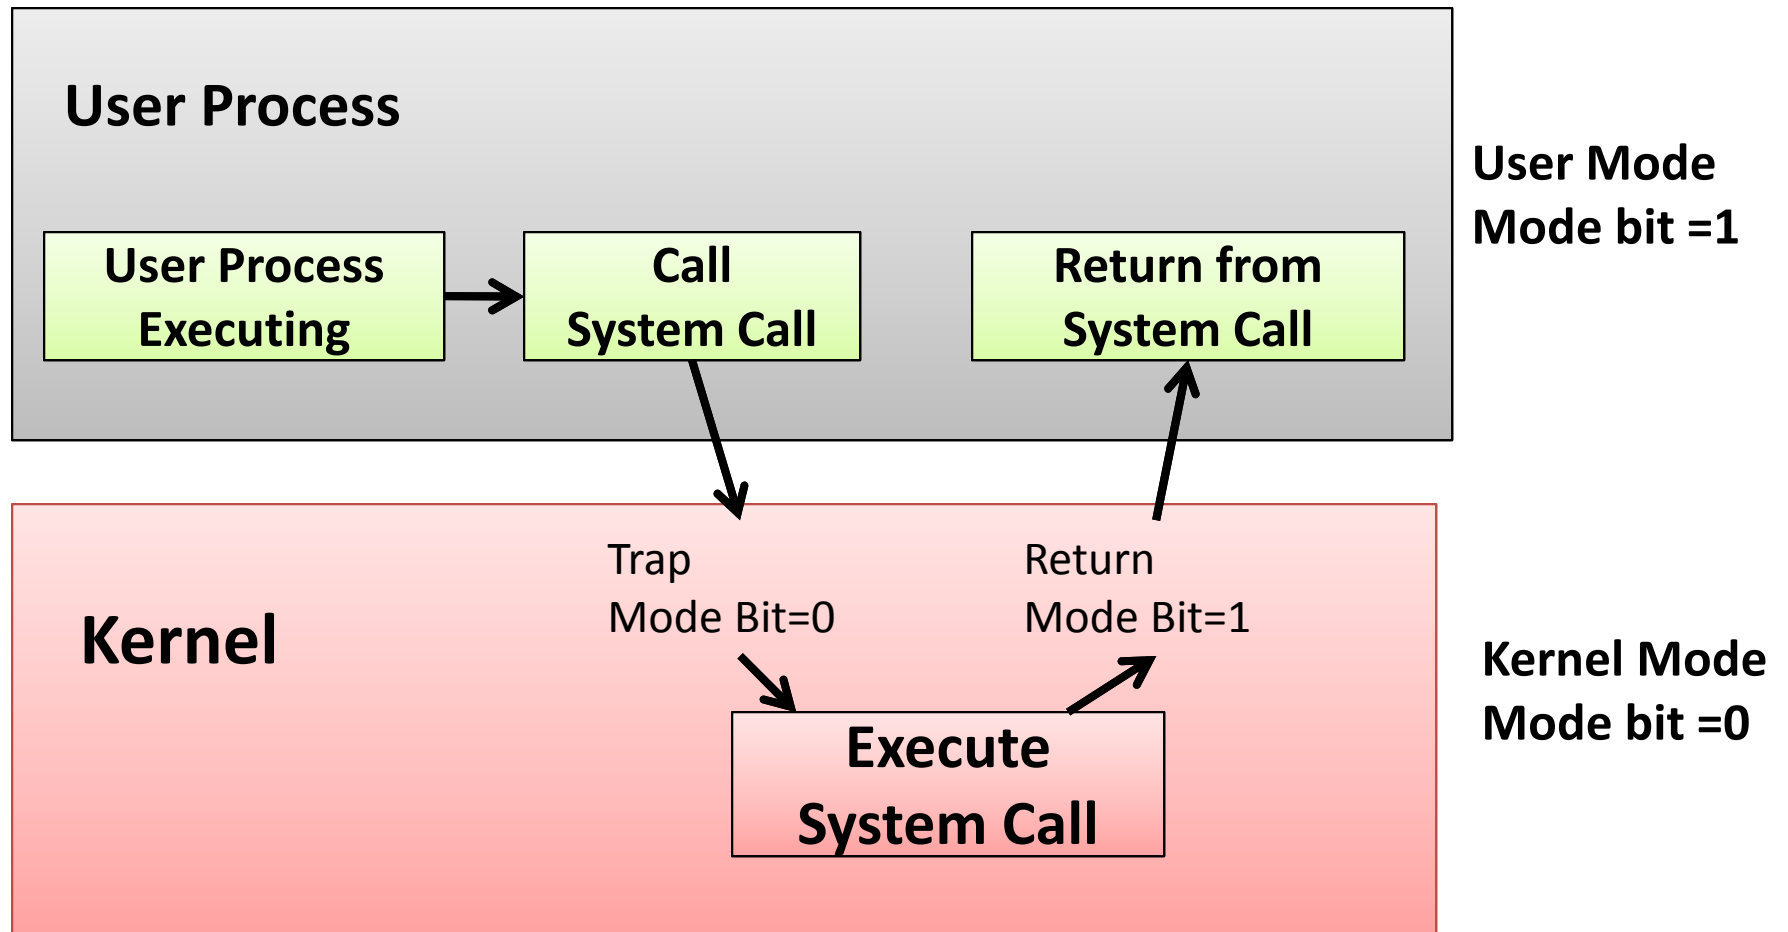 User Process
User Mode
Mode bit =1
User Process
Executing
Call
System Call
Return from
System Call
Trap
Mode Bit=0
Return
Mode Bit=1
Kernel
Kernel Mode
Mode bit =0
Execute
System Call